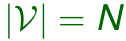 |𝒱| = N